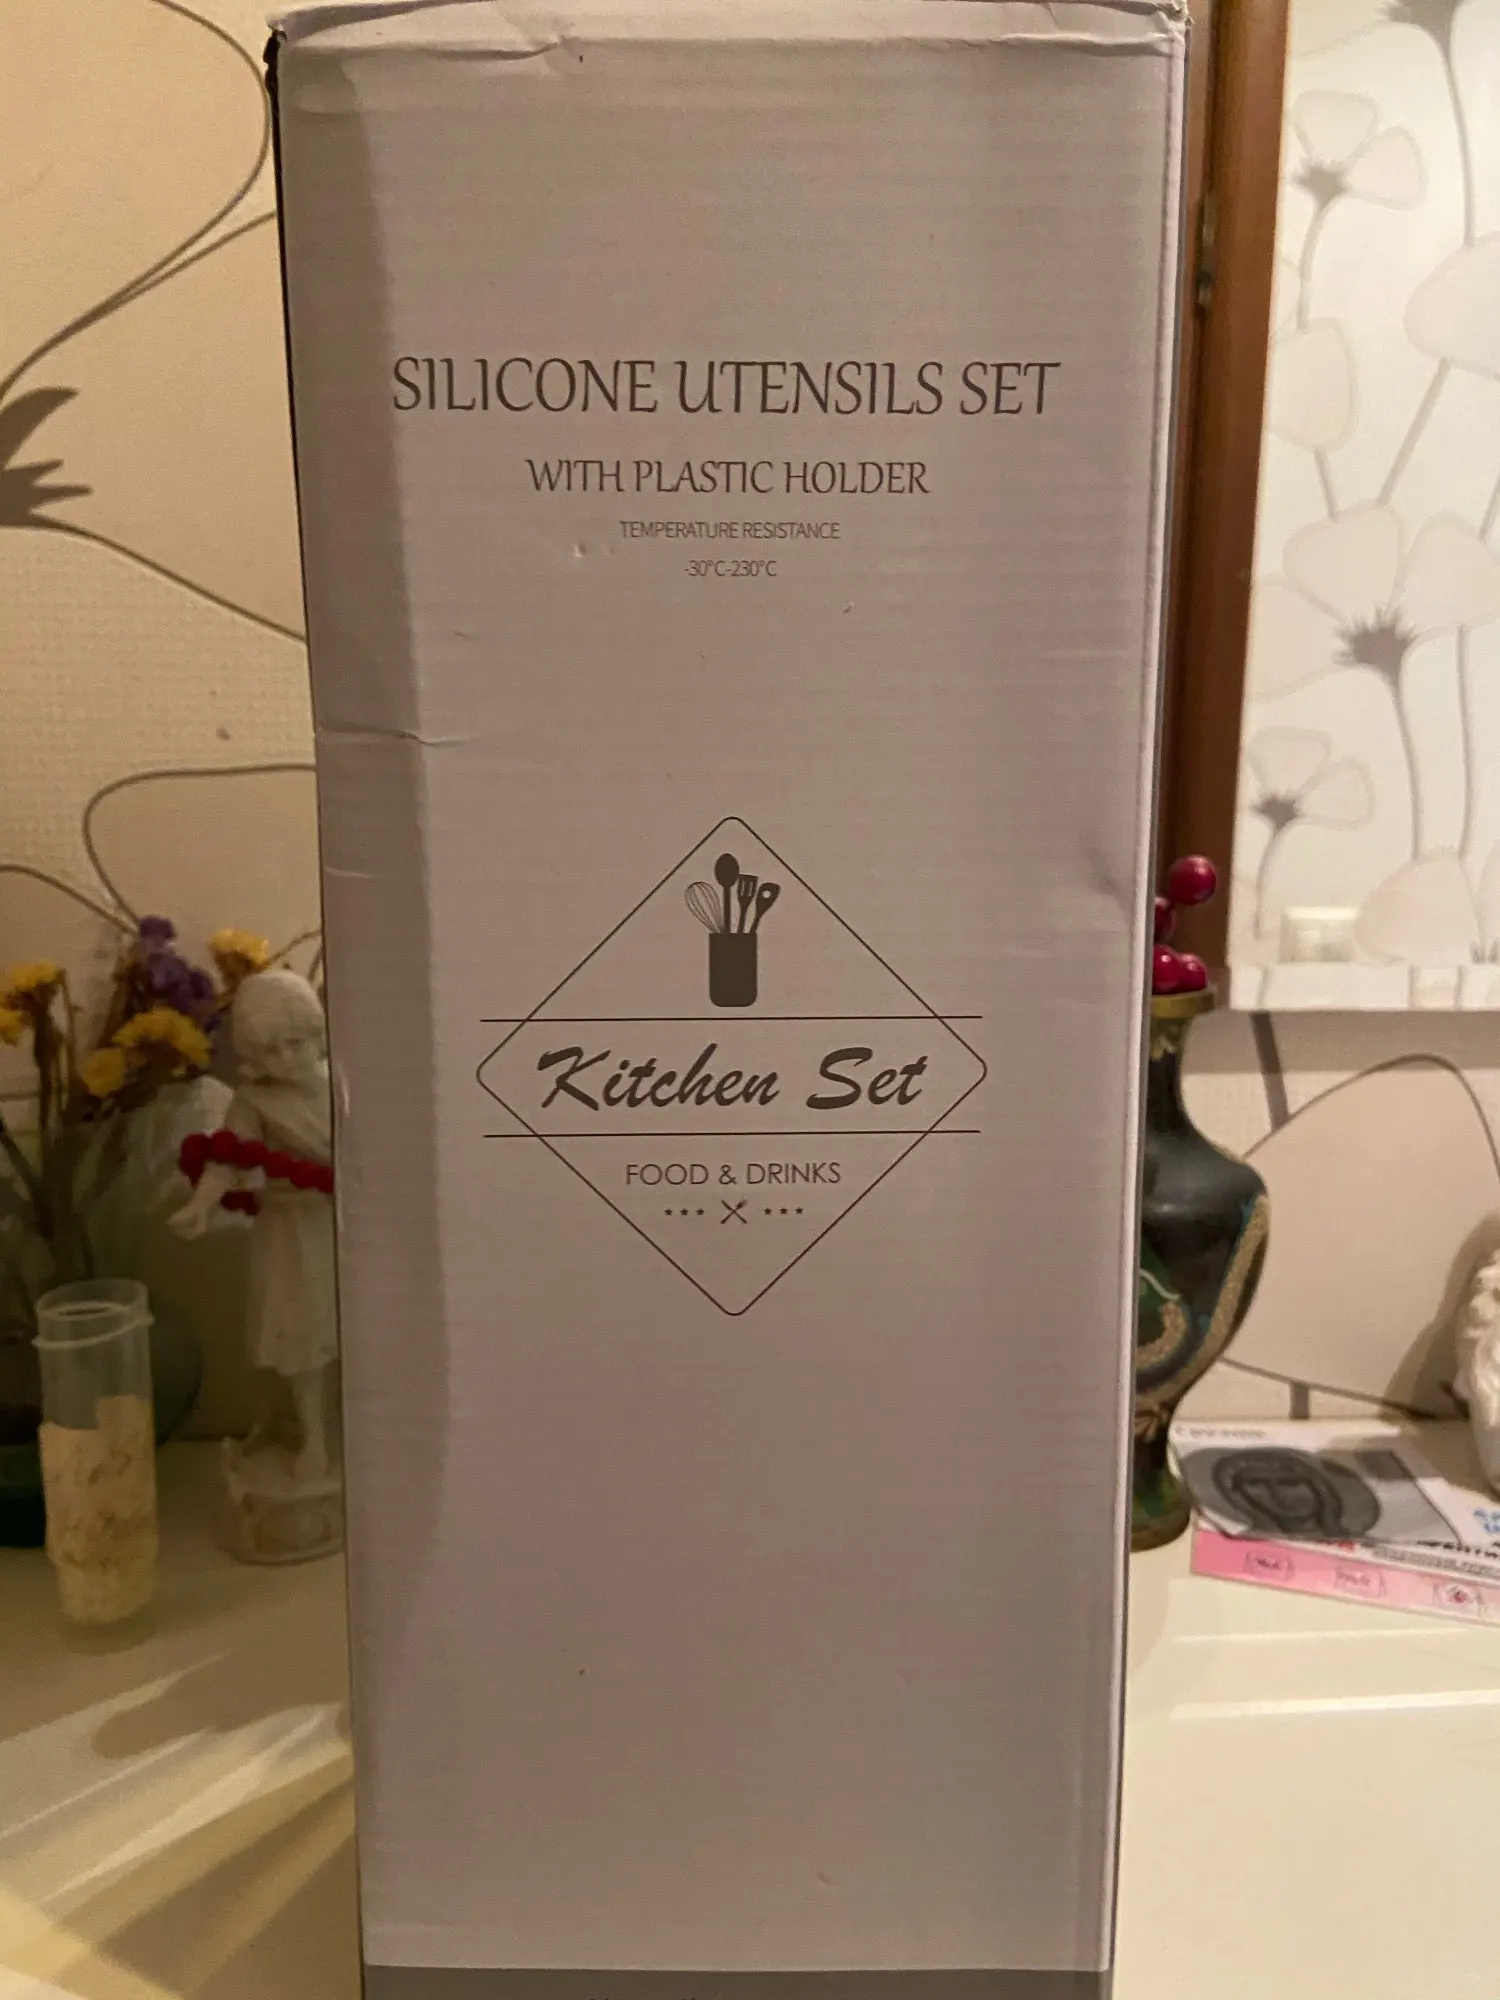 SILICONE UTENSILS SET
WITH PLASTIC HOLDER
TEMPERATURE RESISTANCE
-30°C-230°C
Kitchen Set
FOOD & DRINKS